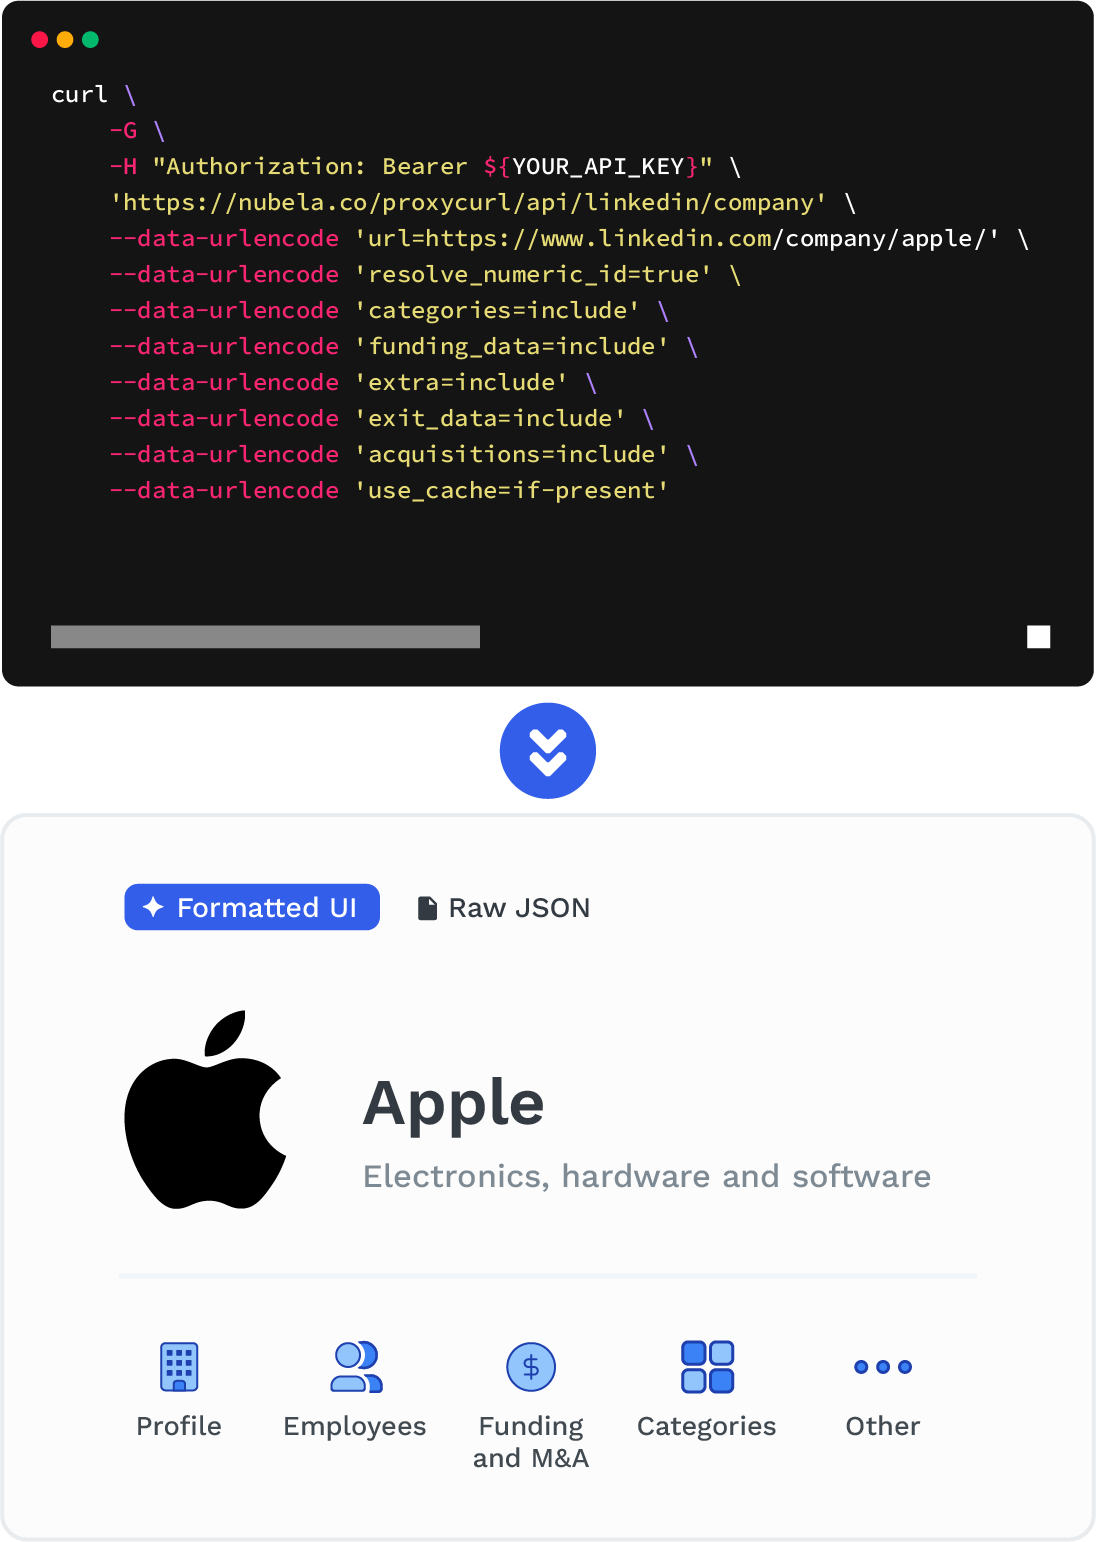 curl \
-G \
-H "Authorization: Bearer ${YOUR_API_KEY}" \
'https://nubela.co/proxycurl/api/linkedin/company' \
--data-urlencode 'url=https://www.linkedin.com/company/apple/' \
--data-urlencode 'resolve_numeric_id=true' \
--data-urlencode 'categories=include' \
--data-urlencode 'funding_data=include' \
--data-urlencode 'extra=include' \
--data-urlencode 'exit_data=include' \
--data-urlencode 'acquisitions=include' \
--data-urlencode 'use_cache=if-present'
Formatted UI
Raw JSON
Apple
Electronics, hardware and software
Profile
Employees
Funding
and M&A
Categories
Other